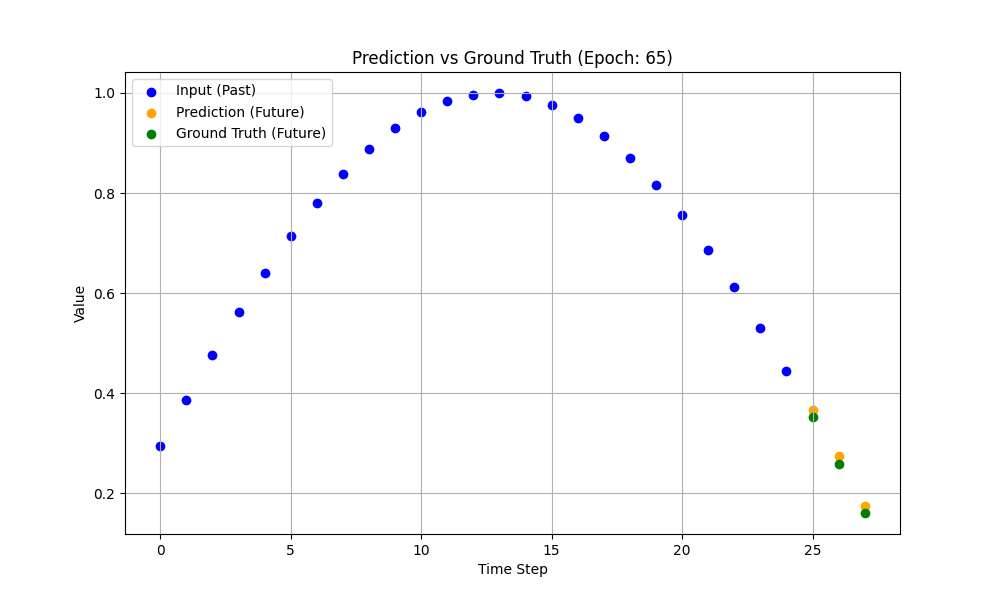 Prediction vs Ground Truth (Epoch: 65)
Input (Past)
Prediction (Future)
Ground Truth (Future)
Value
1.0
0.8
0.6
0.4
0.2
0 5 10 15 20 25
Time Step